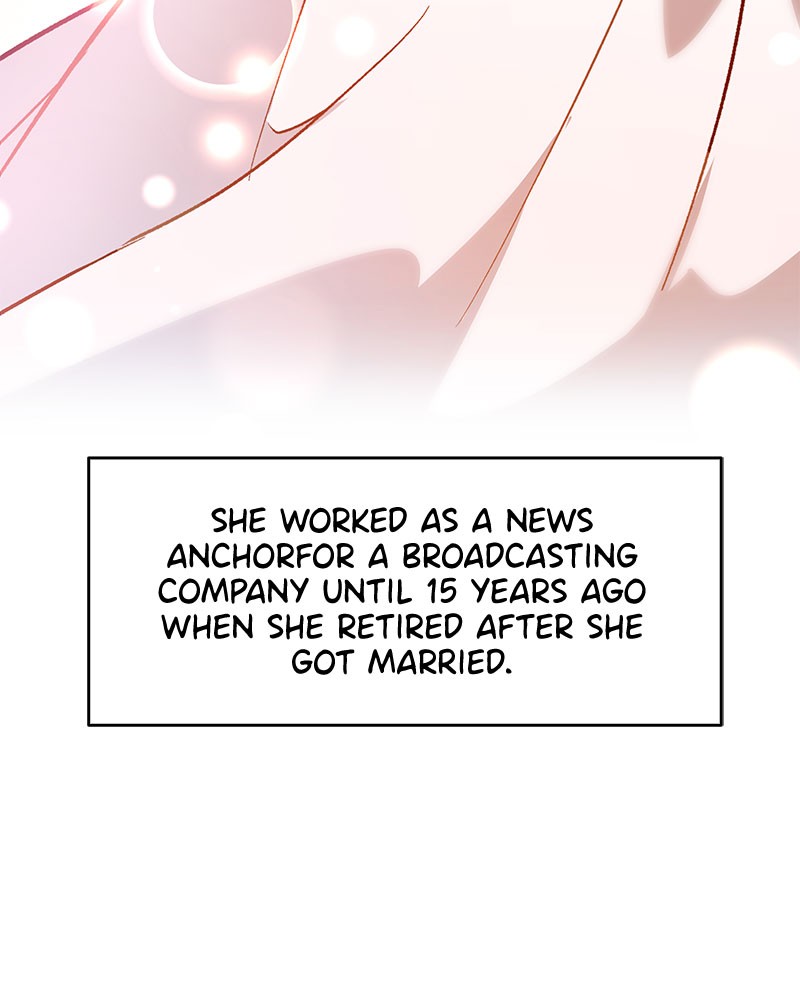 SHE WORKED AS A NEWS
ANCHORFOR A BROADCASTING
COMPANY UNTIL 15 YEARS AGO
WHEN SHE RETIRED AFTER SHE
GOT MARRIED.